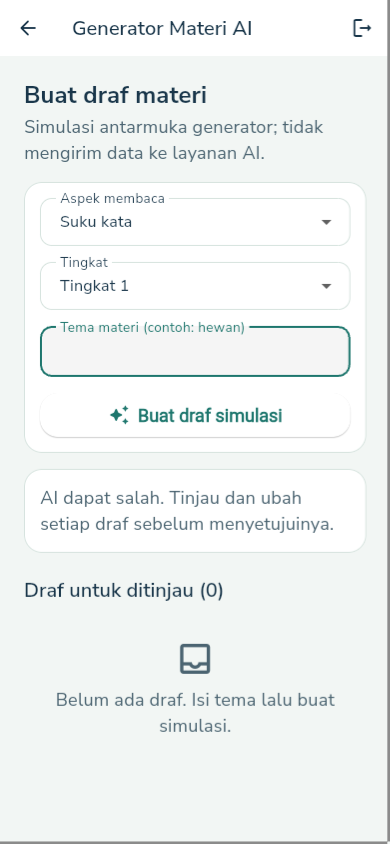 Generator Materi AI
Buat draf materi
Simulasi antarmuka generator; tidak
mengirim data ke layanan AI.
Aspek membaca
Suku kata
Tingkat
Tingkat 1
Tema materi (contoh: hewan)
Buat draf simulasi
AI dapat salah. Tinjau dan ubah
setiap draf sebelum menyetujuinya.
Draf untuk ditinjau (0)
Belum ada draf. Isi tema lalu buat
simulasi.